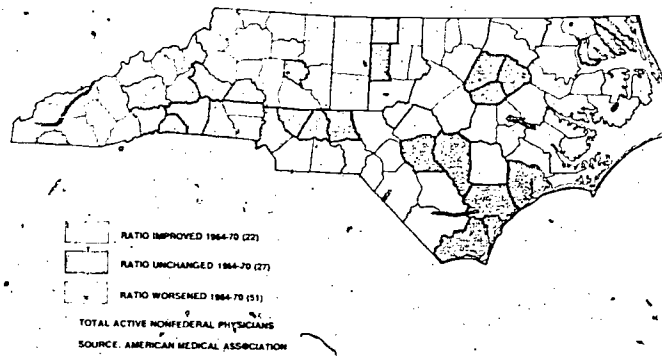 RATIO IMPROVED 1964-70 (22)
RATIO UNCHANGED 1964-70 (27)
RATIO WORSENED 1964-70 (51)
TOTAL ACTIVE NONFEDERAL PHYSICIANS
SOURCE: AMERICAN MEDICAL ASSOCIATION